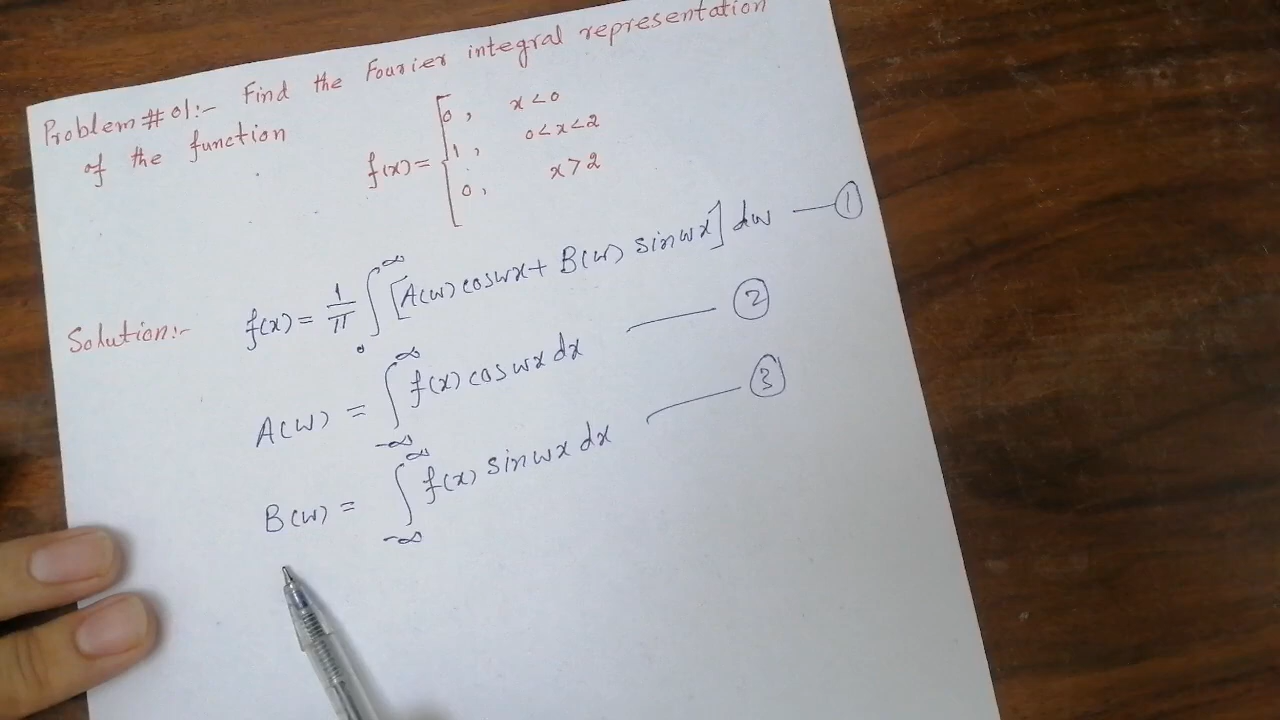 Problem # 01:- Find the Fourier integral representation
of the function
f(x) = [ 0 , x < 0
1 , 0 < x < 2
0 , x > 2
Solution:- f(x) = 1/π ∫₀^∞ [A(w) cos wx + B(w) sin wx] dw — ①
A(w) = ∫_{-∞}^{∞} f(x) cos wx dx — ②
B(w) = ∫_{-∞}^{∞} f(x) sin wx dx — ③